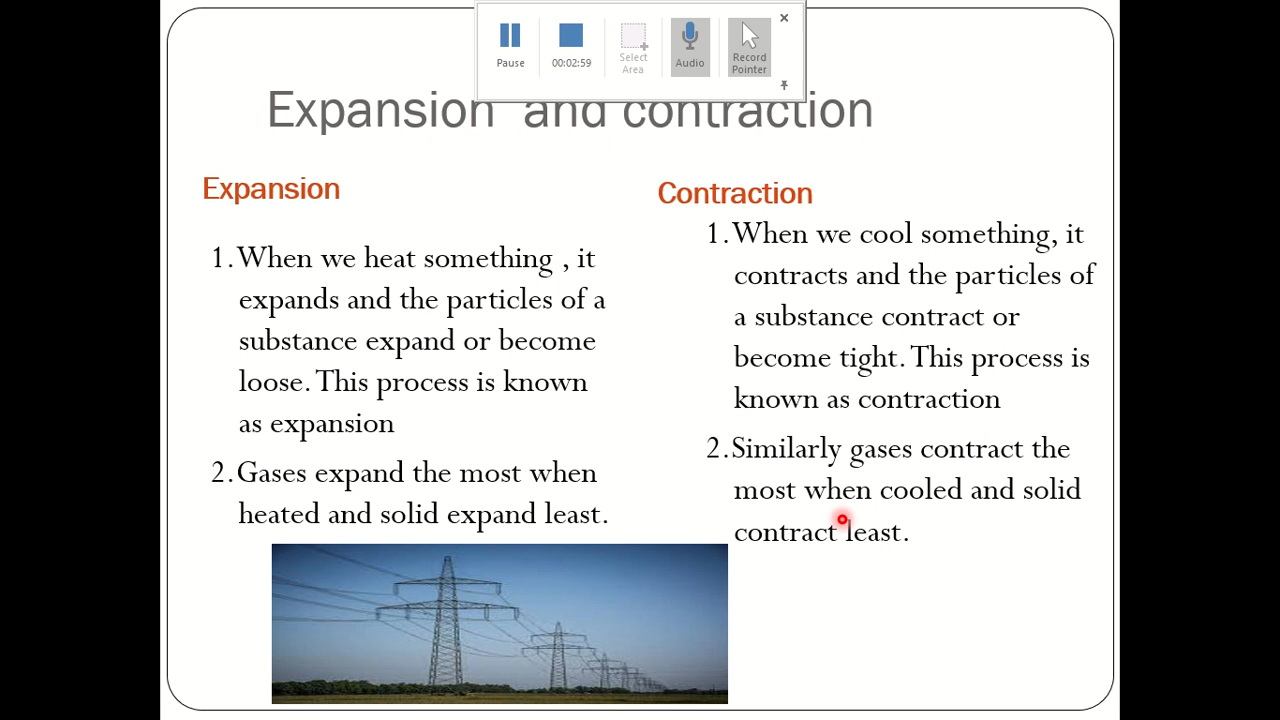 Pause
00:02:59
Select
Area
Audio
Record
Pointer
Expansion and contraction
Expansion
1. When we heat something , it
expands and the particles of a
substance expand or become
loose. This process is known
as expansion
2. Gases expand the most when
heated and solid expand least.
Contraction
1. When we cool something, it
contracts and the particles of
a substance contract or
become tight. This process is
known as contraction
2. Similarly gases contract the
most when cooled and solid
contract least.